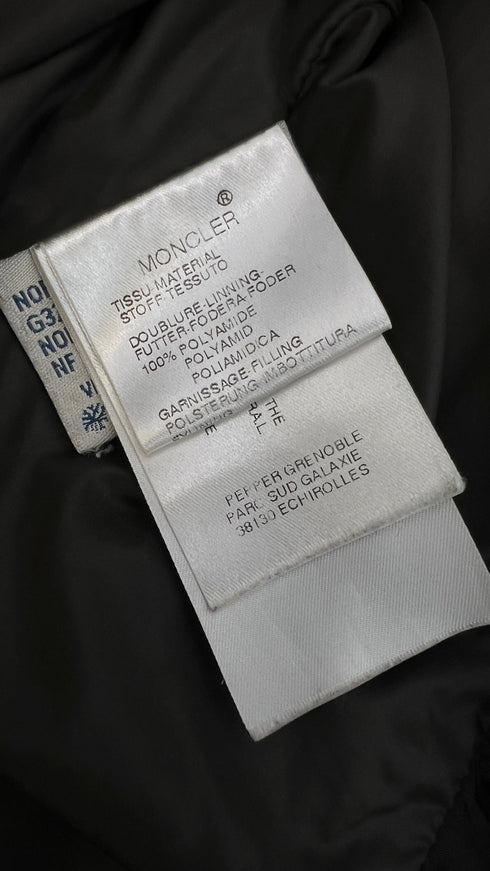 MONCLER®
TISSU-MATERIAL
STOFF-TESSUTO
DOUBLURE-LINNING-
FUTTER-FODERA-FODER
100% POLYAMIDE
POLYAMID
POLIAMIDICA
GARNISSAGE-FILLING
POLSTERUNG IMBOTTITURA
THE
PEPPER GRENOBLE
PARC SUD GALAXIE
38130 ECHIROLLES